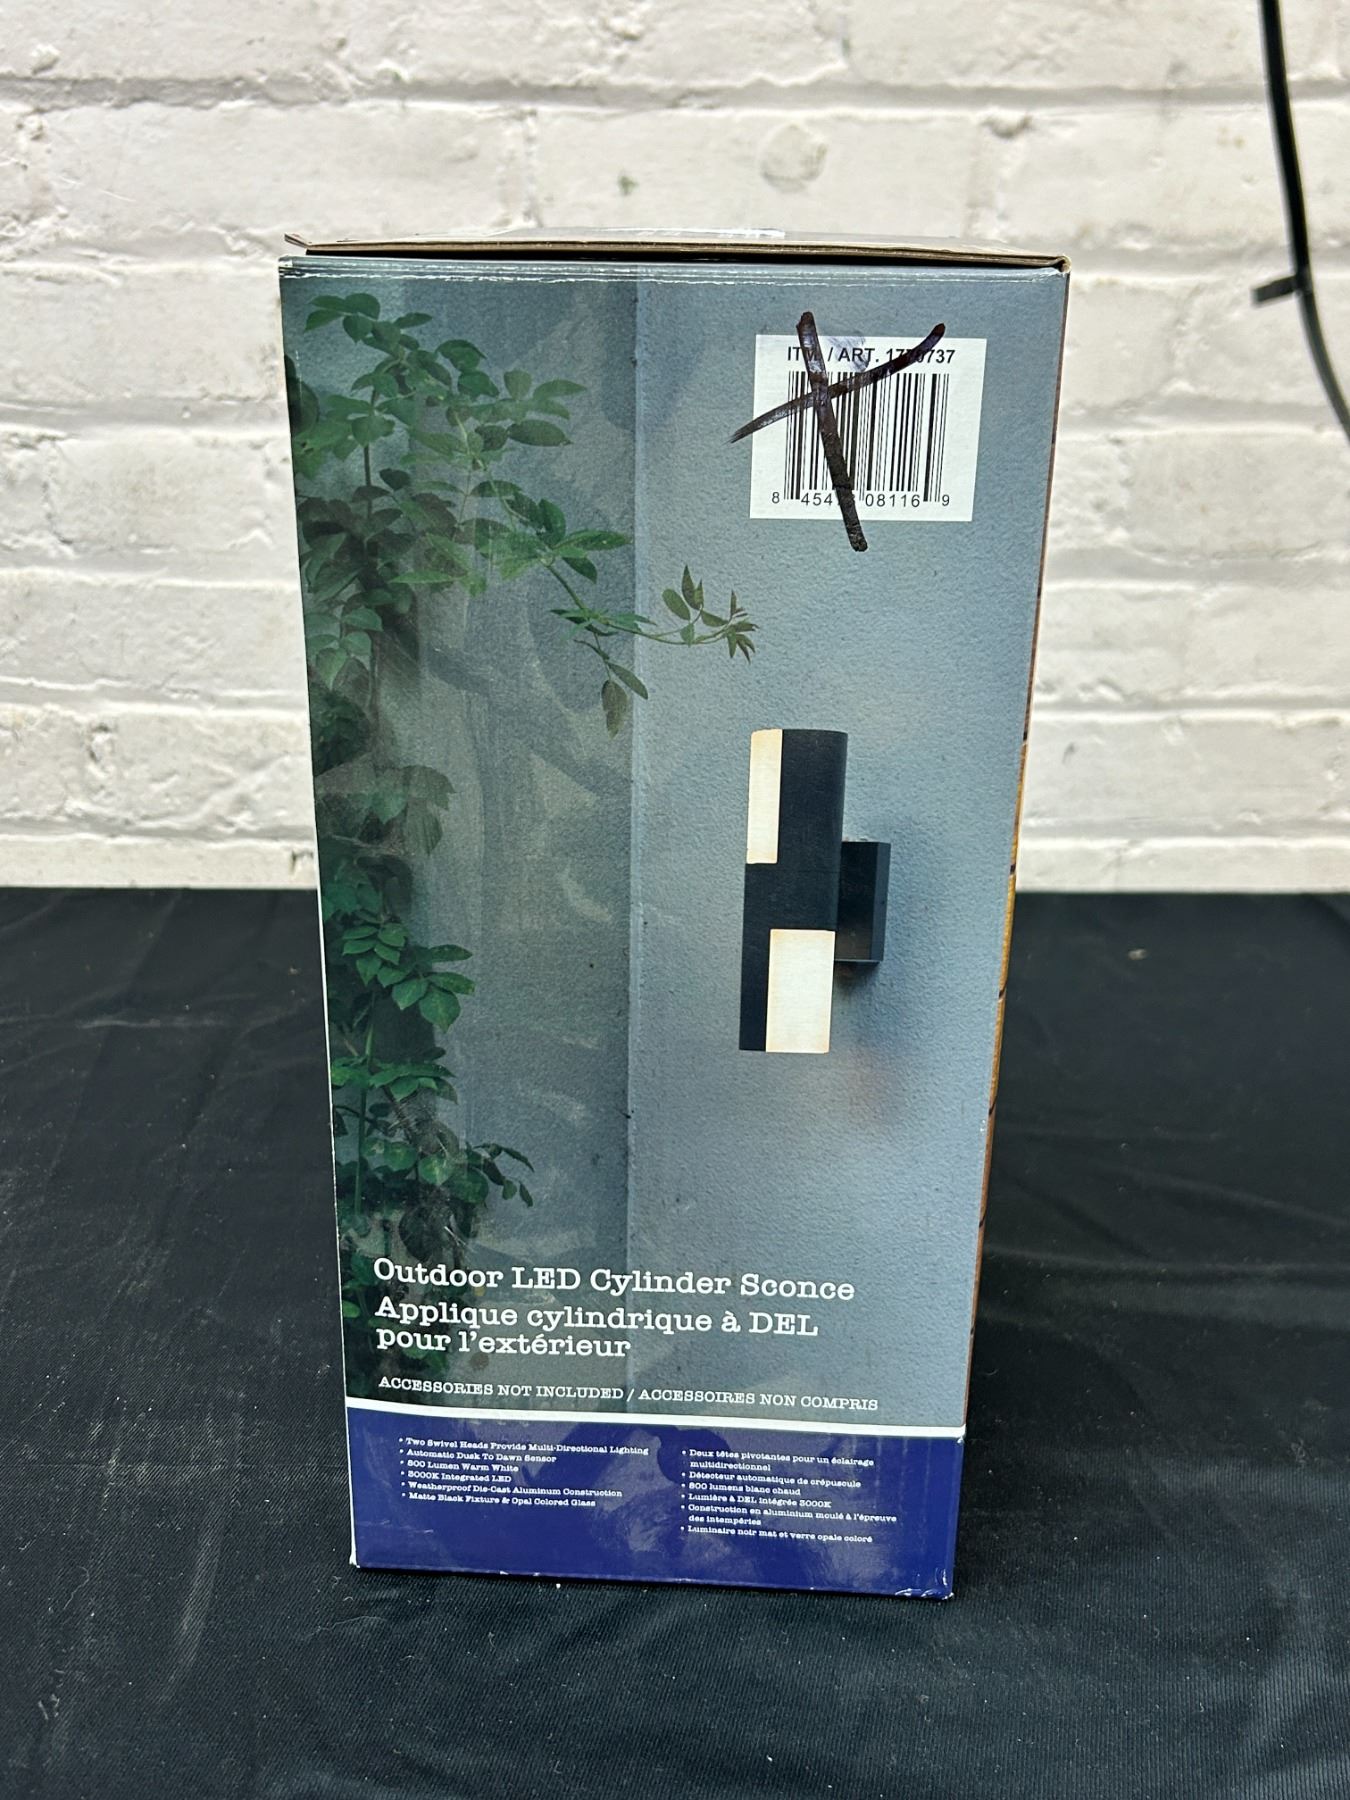 ITM. / ART. 1770737
8 454 08116 9
Outdoor LED Cylinder Sconce
Applique cylindrique à DEL
pour l'extérieur
ACCESSORIES NOT INCLUDED / ACCESSOIRES NON COMPRIS
• Two Swivel Heads Provide Multi-Directional Lighting
• Automatic Dusk To Dawn Sensor
• 800 Lumen Warm White
• 3000K Integrated LED
• Weatherproof Die-Cast Aluminum Construction
• Matte Black Fixture & Opal Colored Glass
• Deux têtes pivotantes pour un éclairage
multidirectionnel
• Détecteur automatique de crépuscule
• 800 lumens blanc chaud
• Lumière à DEL intégrée 3000K
• Construction en aluminium moulé à l'épreuve
des intempéries
• Luminaire noir mat et verre opale coloré